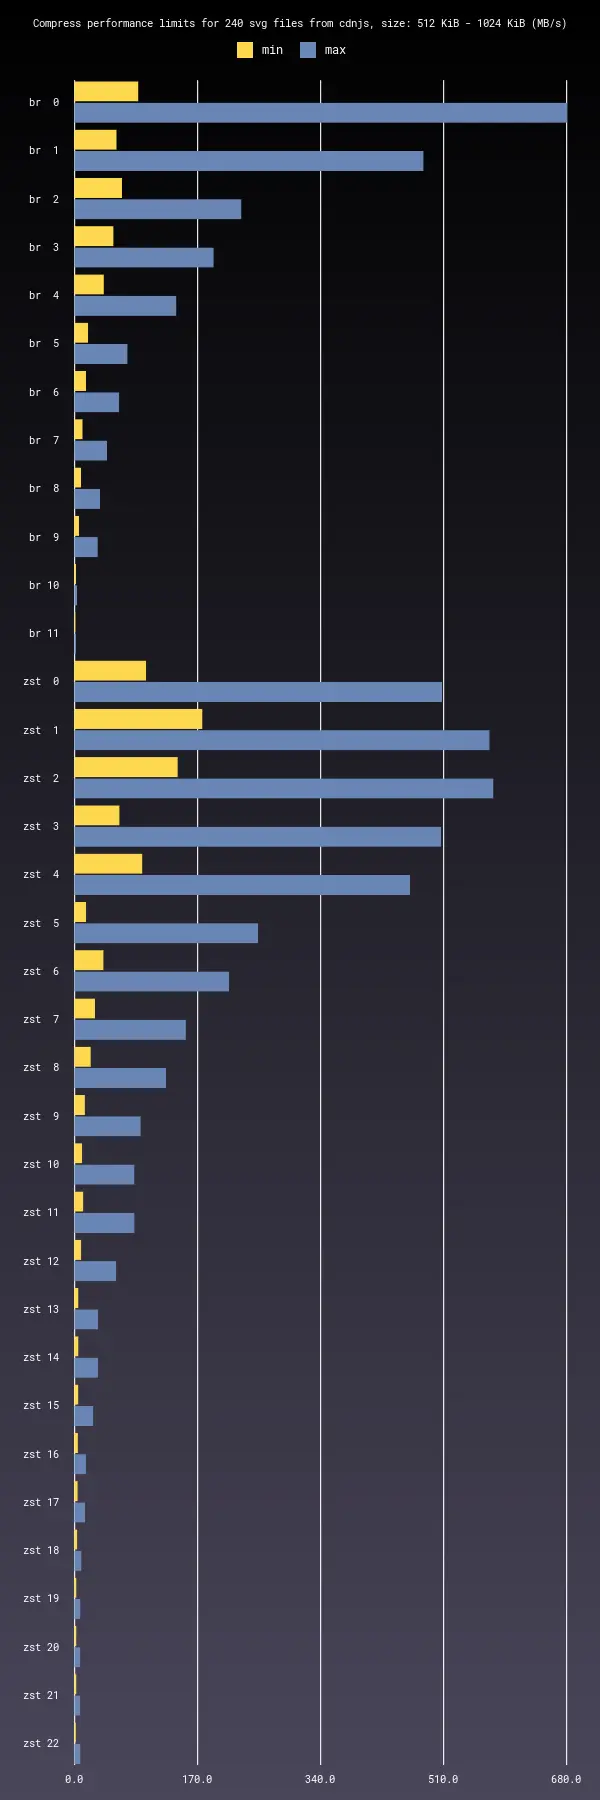 Compress performance limits for 240 svg files from cdnjs, size: 512 KiB - 1024 KiB (MB/s)
min max
br 0
br 1
br 2
br 3
br 4
br 5
br 6
br 7
br 8
br 9
br 10
br 11
zst 0
zst 1
zst 2
zst 3
zst 4
zst 5
zst 6
zst 7
zst 8
zst 9
zst 10
zst 11
zst 12
zst 13
zst 14
zst 15
zst 16
zst 17
zst 18
zst 19
zst 20
zst 21
zst 22
0.0 170.0 340.0 510.0 680.0